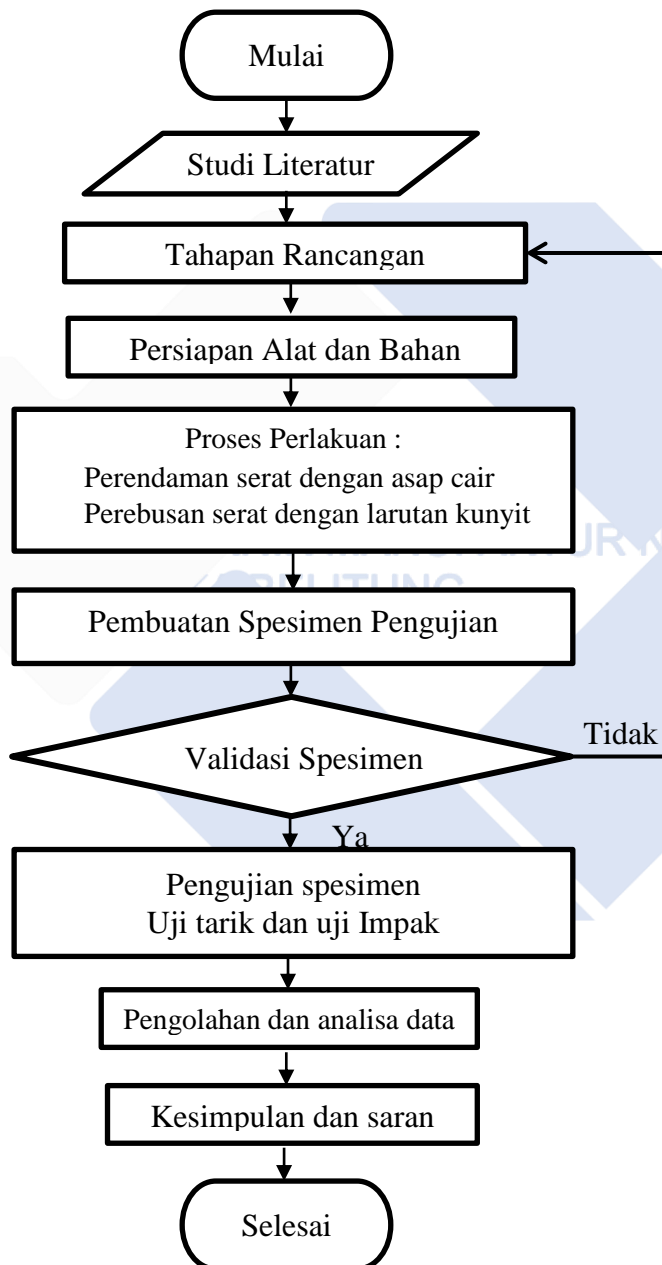 Mulai
Studi Literatur
Tahapan Rancangan
Persiapan Alat dan Bahan
Proses Perlakuan :
Perendaman serat dengan asap cair
Perebusan serat dengan larutan kunyit
Pembuatan Spesimen Pengujian
Validasi Spesimen
Tidak
Ya
Pengujian spesimen
Uji tarik dan uji Impak
Pengolahan dan analisa data
Kesimpulan dan saran
Selesai